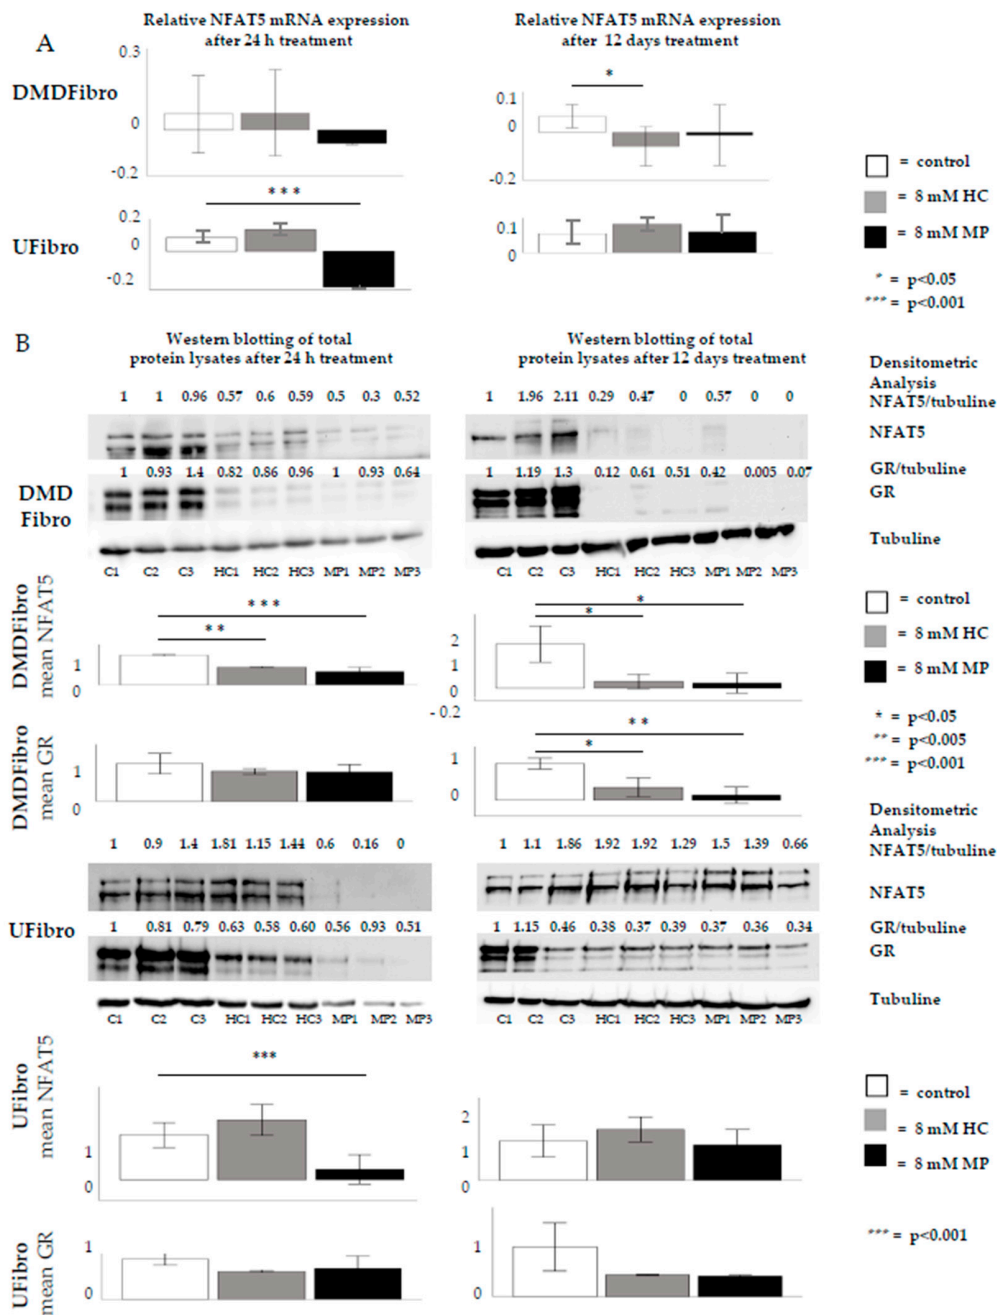 A
Relative NFAT5 mRNA expression
after 24 h treatment
Relative NFAT5 mRNA expression
after 12 days treatment
DMDFibro
0.3
0
-0.2
*
0.1
0
-0.2
UFibro
0.2
0
-0.2
***
0.1
0
= control
= 8 mM HC
= 8 mM MP
* = p<0.05
*** = p<0.001
B
Western blotting of total
protein lysates after 24 h treatment
Western blotting of total
protein lysates after 12 days treatment
Densitometric
Analysis
NFAT5/tubuline
1 1 0.96 0.57 0.6 0.59 0.5 0.3 0.52
1 1.96 2.11 0.29 0.47 0 0.57 0 0
NFAT5
1 0.93 1.4 0.82 0.86 0.96 1 0.93 0.64
1 1.19 1.3 0.12 0.61 0.51 0.42 0.005 0.07
GR/tubuline
GR
DMD
Fibro
Tubuline
C1 C2 C3 HC1 HC2 HC3 MP1 MP2 MP3
C1 C2 C3 HC1 HC2 HC3 MP1 MP2 MP3
DMDFibro
mean NFAT5
1
0
***
**
2
1
0
- 0.2
*
*
= control
= 8 mM HC
= 8 mM MP
* = p<0.05
** = p<0.005
*** = p<0.001
DMDFibro
mean GR
1
0
1
0
**
*
Densitometric
Analysis
NFAT5/tubuline
1 0.9 1.4 1.81 1.15 1.44 0.6 0.16 0
1 1.1 1.86 1.92 1.92 1.29 1.5 1.39 0.66
NFAT5
UFibro
1 0.81 0.79 0.63 0.58 0.60 0.56 0.93 0.51
1 1.15 0.46 0.38 0.37 0.39 0.37 0.36 0.34
GR/tubuline
GR
Tubuline
C1 C2 C3 HC1 HC2 HC3 MP1 MP2 MP3
C1 C2 C3 HC1 HC2 HC3 MP1 MP2 MP3
UFibro
mean NFAT5
1
0
***
2
1
0
= control
= 8 mM HC
= 8 mM MP
*** = p<0.001
UFibro
mean GR
1
0
1
0